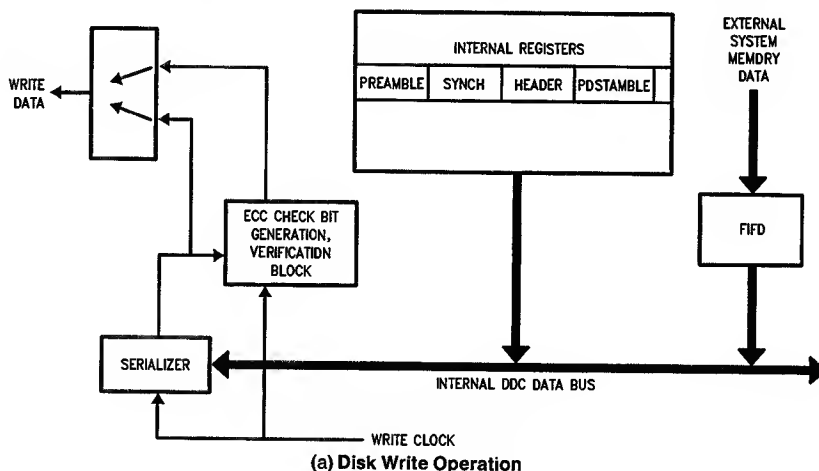 INTERNAL REGISTERS
PREAMBLE SYNCH HEADER PDSTAMBLE
EXTERNAL
SYSTEM
MEMDRY
DATA
WRITE
DATA
ECC CHECK BIT
GENERATION,
VERIFICATION
BLOCK
FIFD
SERIALIZER
INTERNAL DDC DATA BUS
WRITE CLOCK
(a) Disk Write Operation